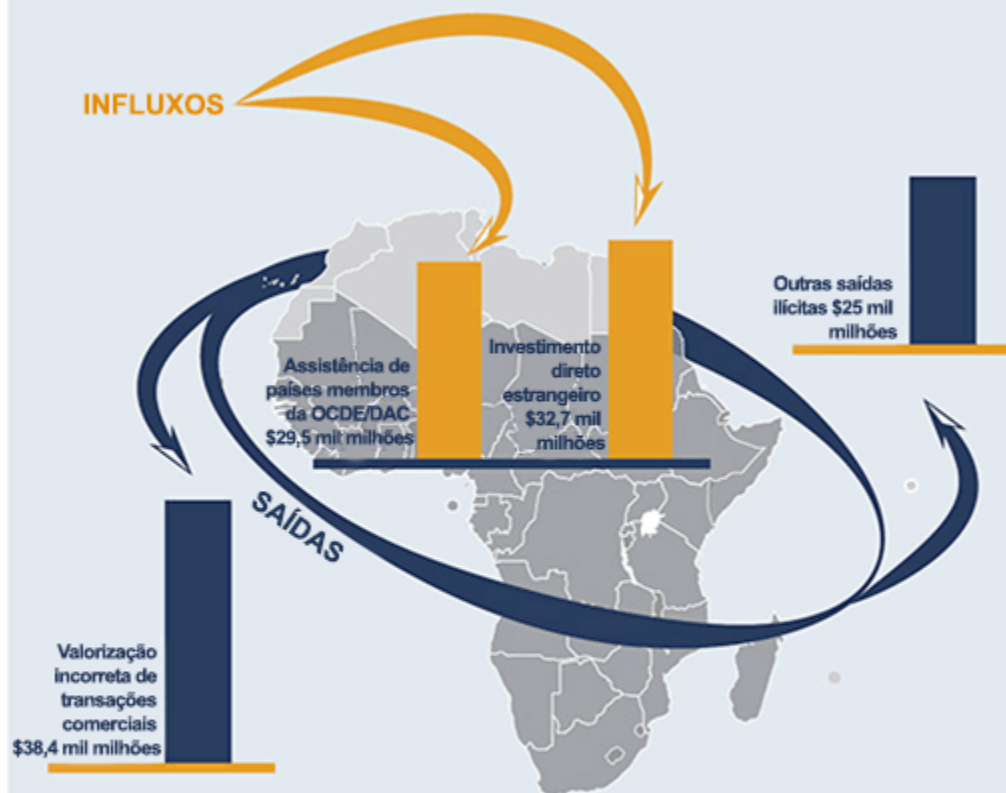 INFLUXOS
Outras saídas
ilícitas $25 mil
milhões
Assistência de
países membros
da OCDE/DAC
$29,5 mil milhões
Investimento
direto
estrangeiro
$32,7 mil
milhões
SAÍDAS
Valorização
incorreta de
transações
comerciais
$38,4 mil milhões